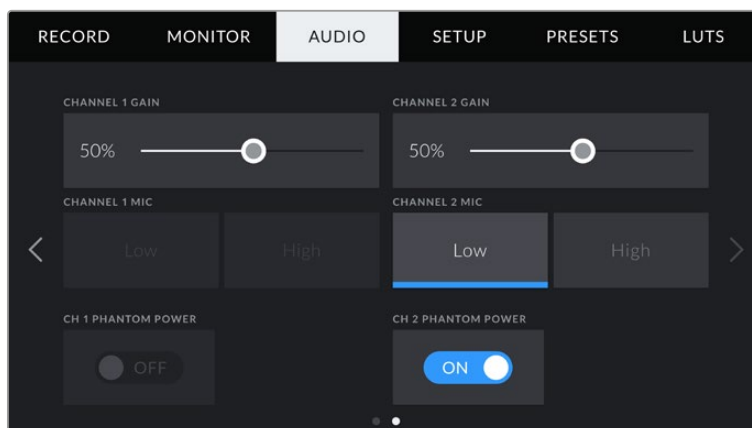 RECORD MONITOR AUDIO SETUP PRESETS LUTS
CHANNEL 1 GAIN CHANNEL 2 GAIN
50% 50%
CHANNEL 1 MIC CHANNEL 2 MIC
Low High Low High
CH 1 PHANTOM POWER CH 2 PHANTOM POWER
OFF ON